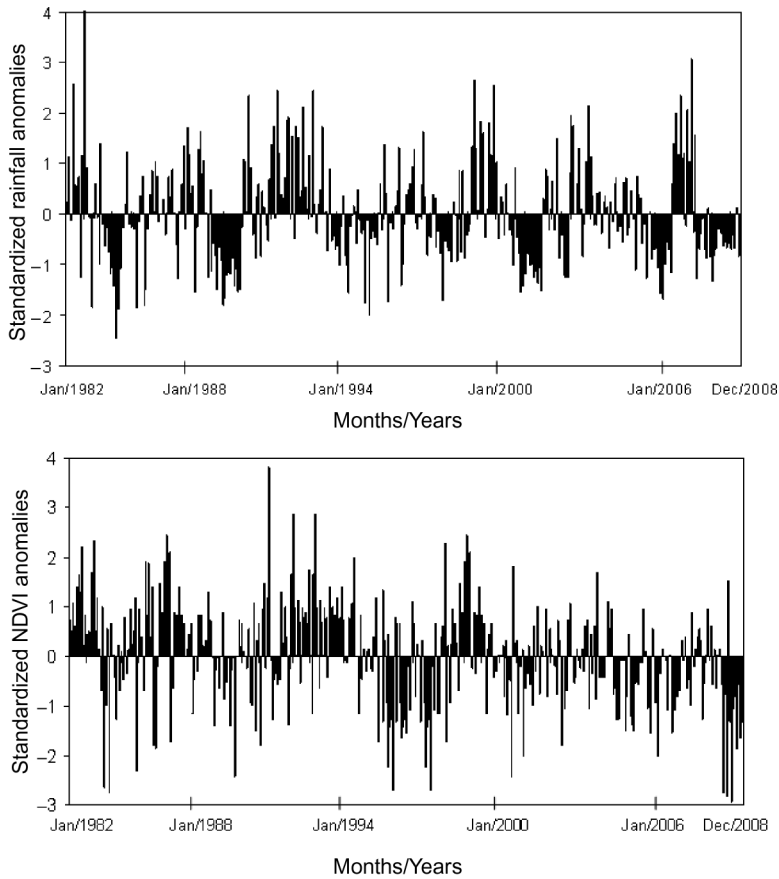 Standardized rainfall anomalies
4
3
2
1
0
−1
−2
−3
Jan/1982 Jan/1988 Jan/1994 Jan/2000 Jan/2006 Dec/2008
Months/Years
Standardized NDVI anomalies
4
3
2
1
0
−1
−2
−3
Jan/1982 Jan/1988 Jan/1994 Jan/2000 Jan/2006 Dec/2008
Months/Years